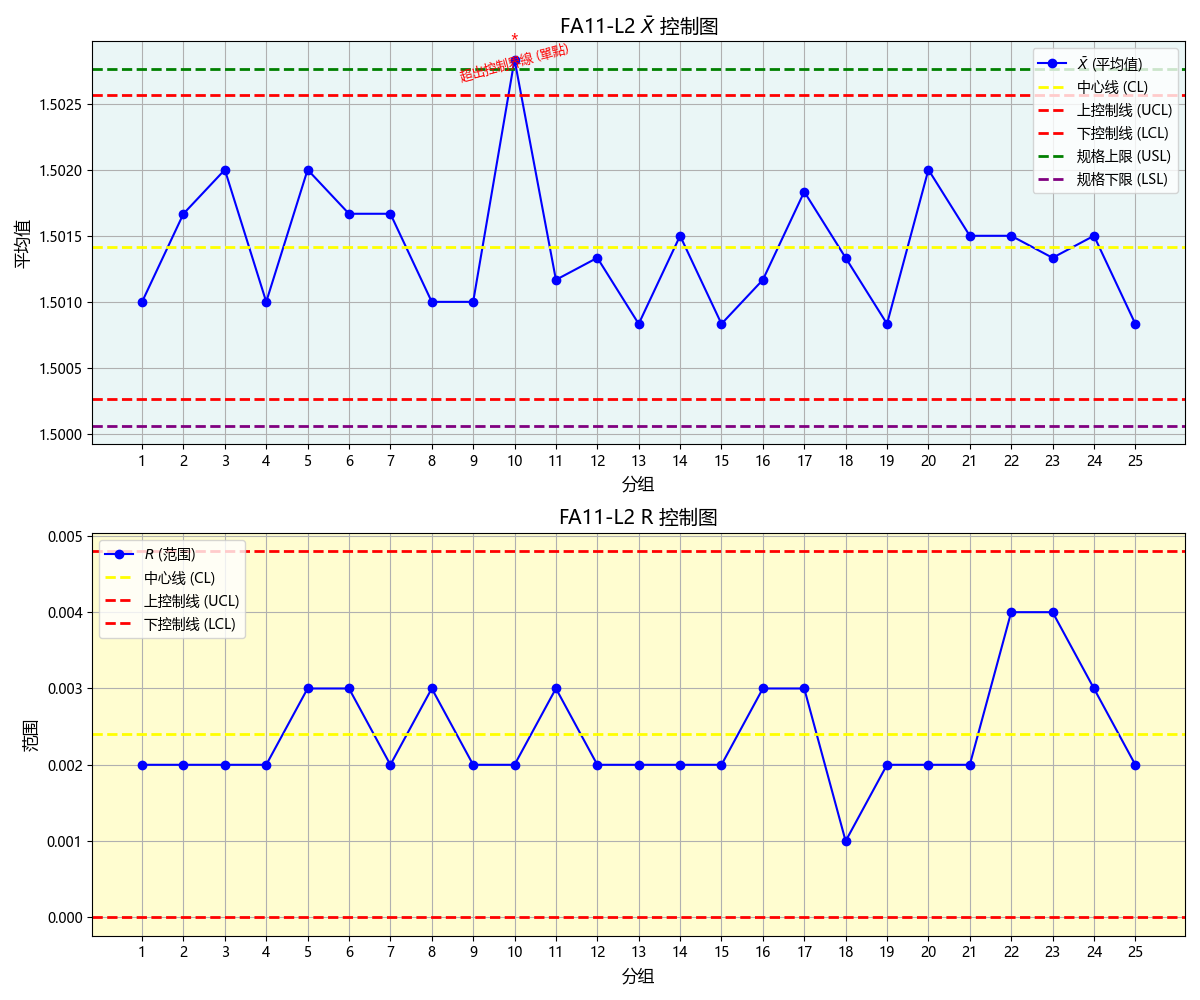 FA11-L2 X̄ 控制图
*
超出控制界線 (單點)
X̄ (平均值)
中心线 (CL)
上控制线 (UCL)
下控制线 (LCL)
规格上限 (USL)
规格下限 (LSL)
1.5025
1.5020
1.5015
1.5010
1.5005
1.5000
平均值
1 2 3 4 5 6 7 8 9 10 11 12 13 14 15 16 17 18 19 20 21 22 23 24 25
分组
FA11-L2 R 控制图
R (范围)
中心线 (CL)
上控制线 (UCL)
下控制线 (LCL)
0.005
0.004
0.003
0.002
0.001
0.000
范围
1 2 3 4 5 6 7 8 9 10 11 12 13 14 15 16 17 18 19 20 21 22 23 24 25
分组